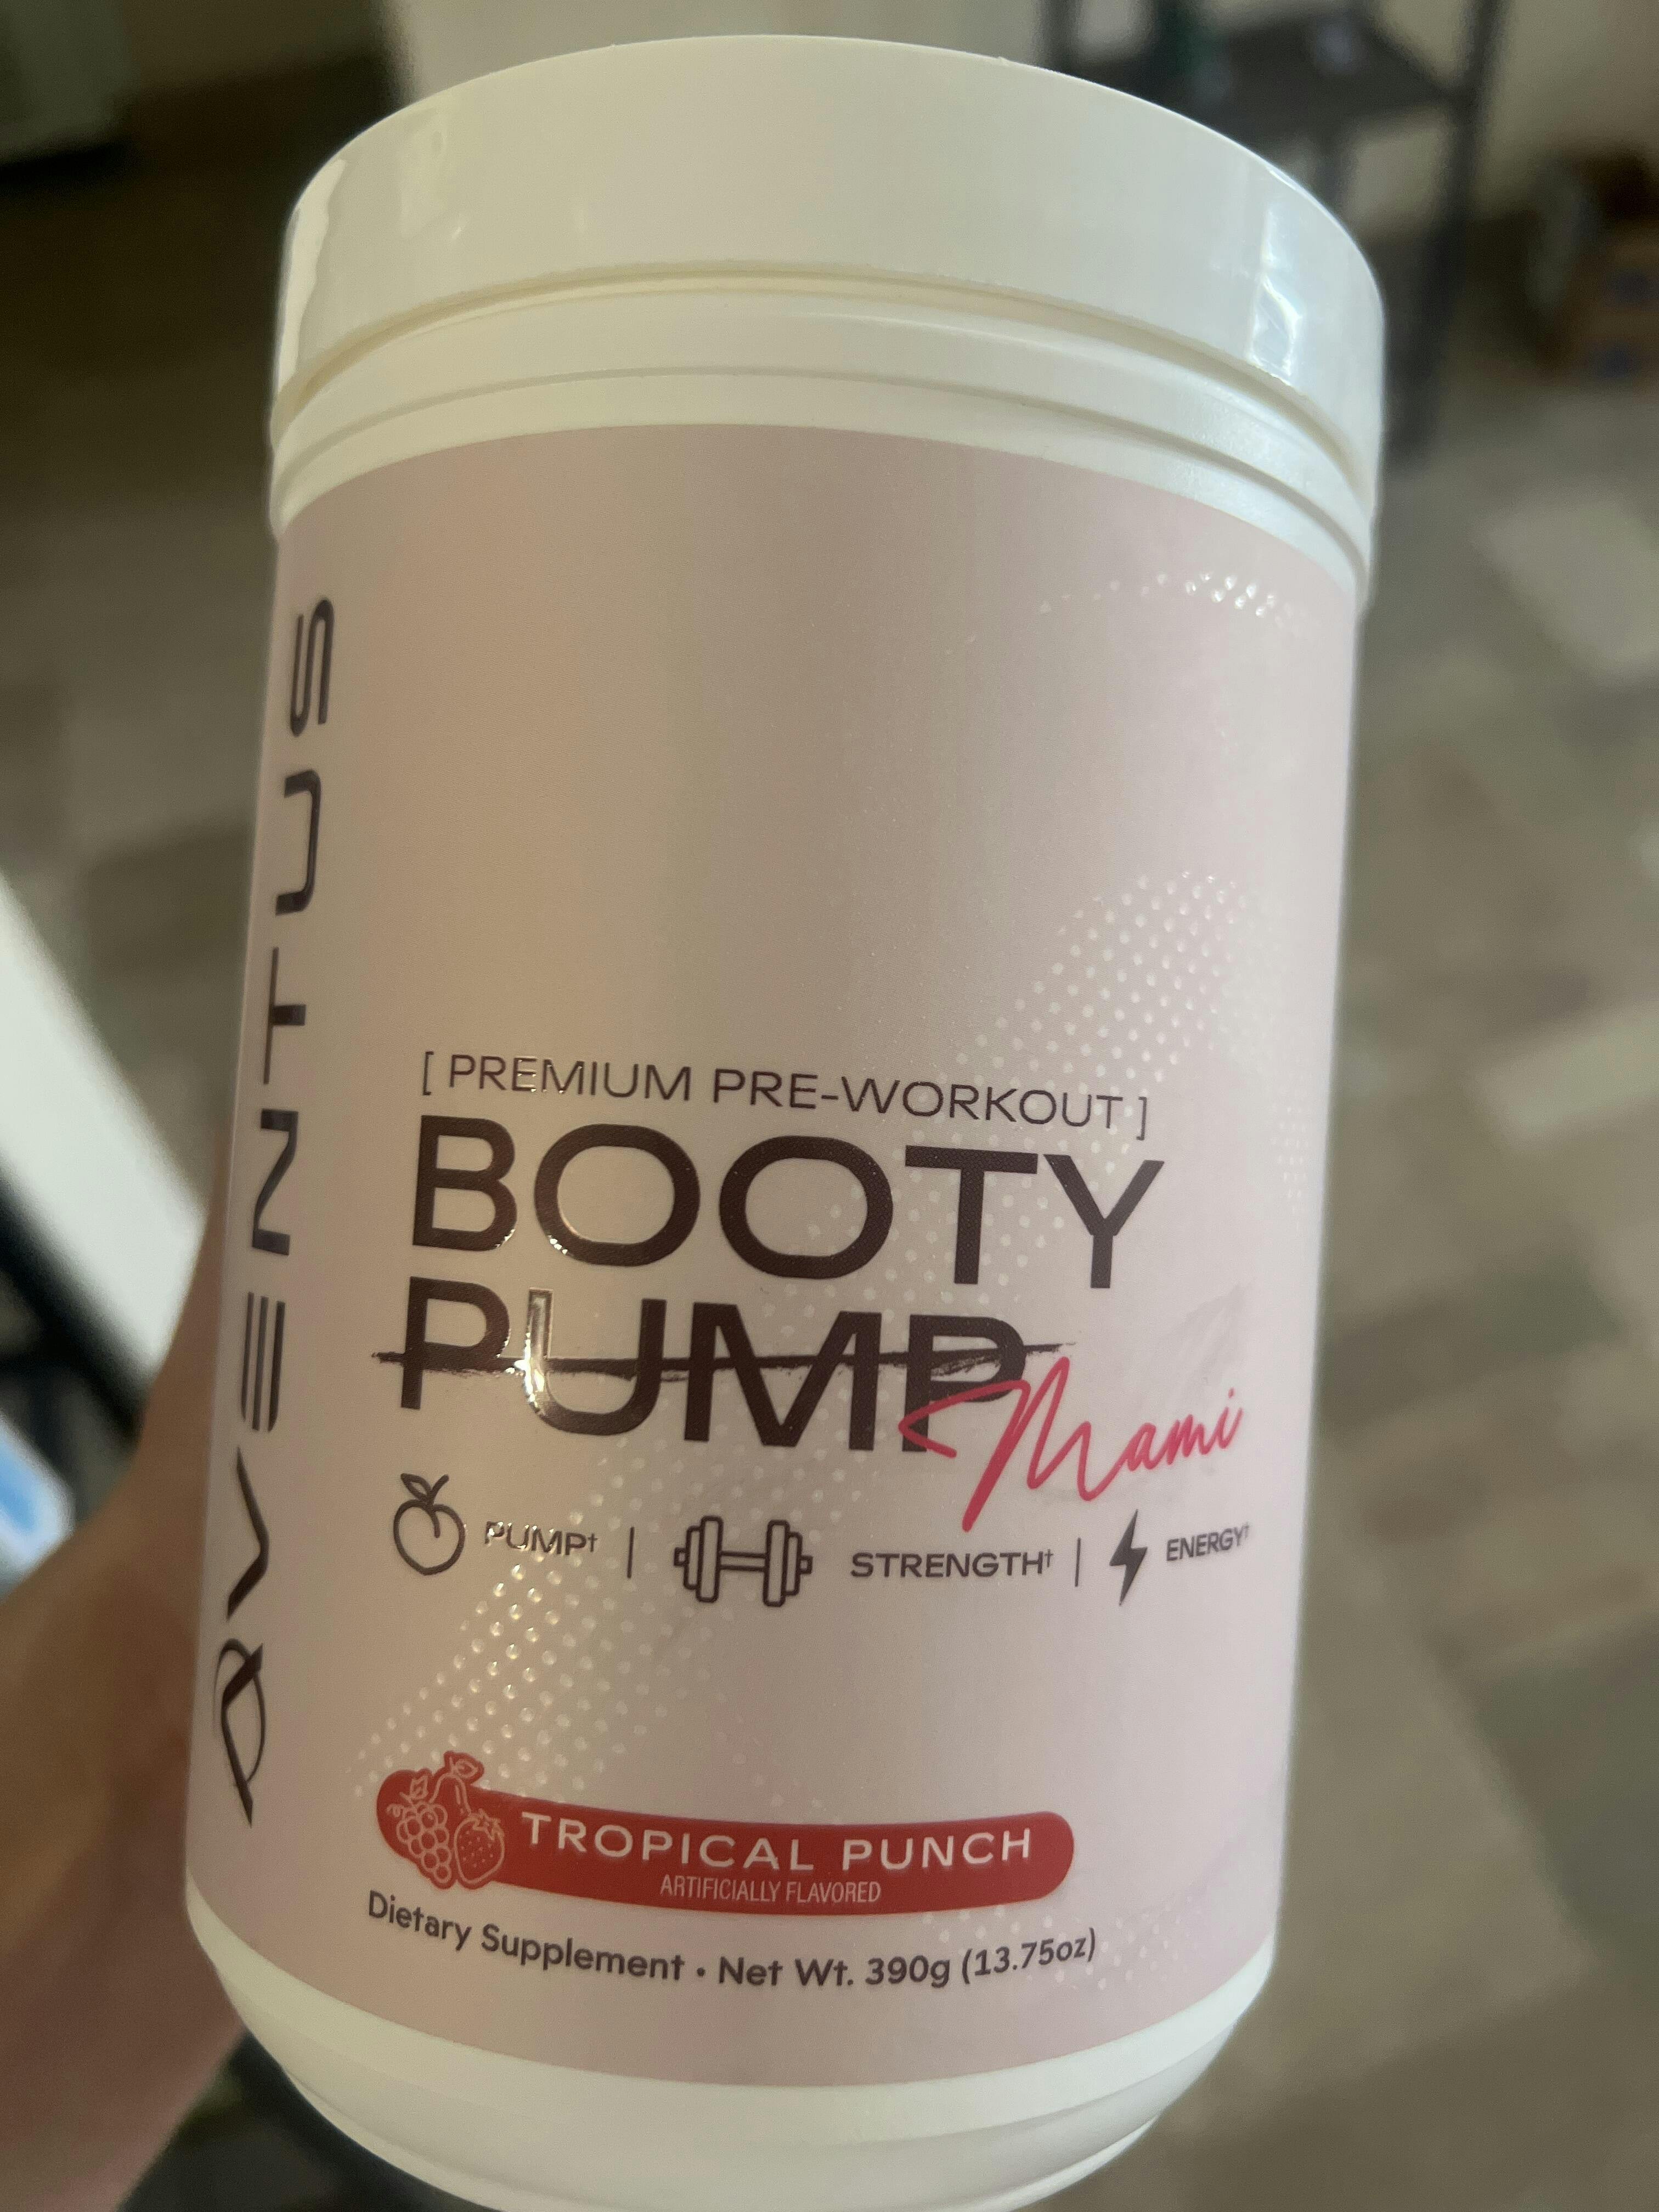 AVENTUS
[ PREMIUM PRE-WORKOUT ]
BOOTY
PUMP
Mami
PUMP† | STRENGTH† | ENERGY†
TROPICAL PUNCH
ARTIFICIALLY FLAVORED
Dietary Supplement • Net Wt. 390g (13.75oz)